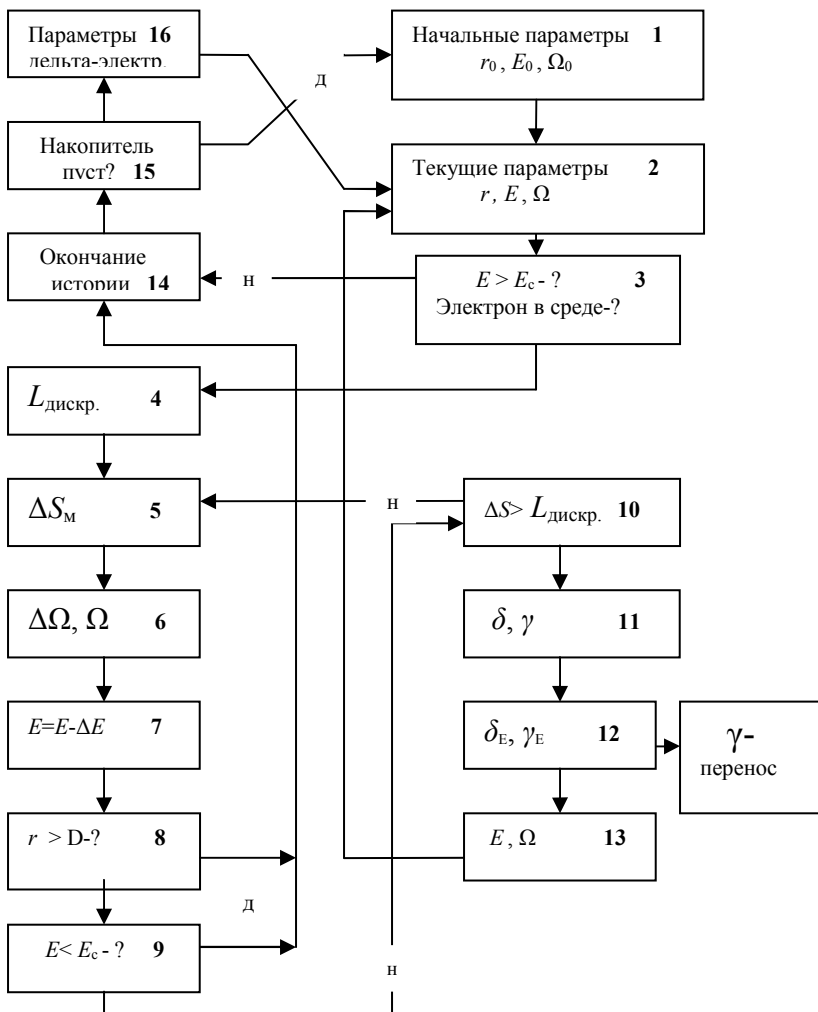 Параметры 16
дельта-электр.
Начальные параметры 1
r₀ , E₀ , Ω₀
д
Накопитель
пуст? 15
Текущие параметры 2
r , E , Ω
Окончание
истории 14
н
E > Eс - ?    3
Электрон в среде-?
Lдискр. 4
ΔSм 5
н
ΔS> Lдискр. 10
ΔΩ, Ω 6
δ, γ 11
E=E-ΔE 7
δE, γE 12
γ-
перенос
r > D-? 8
E , Ω 13
д
E< Eс - ? 9
н